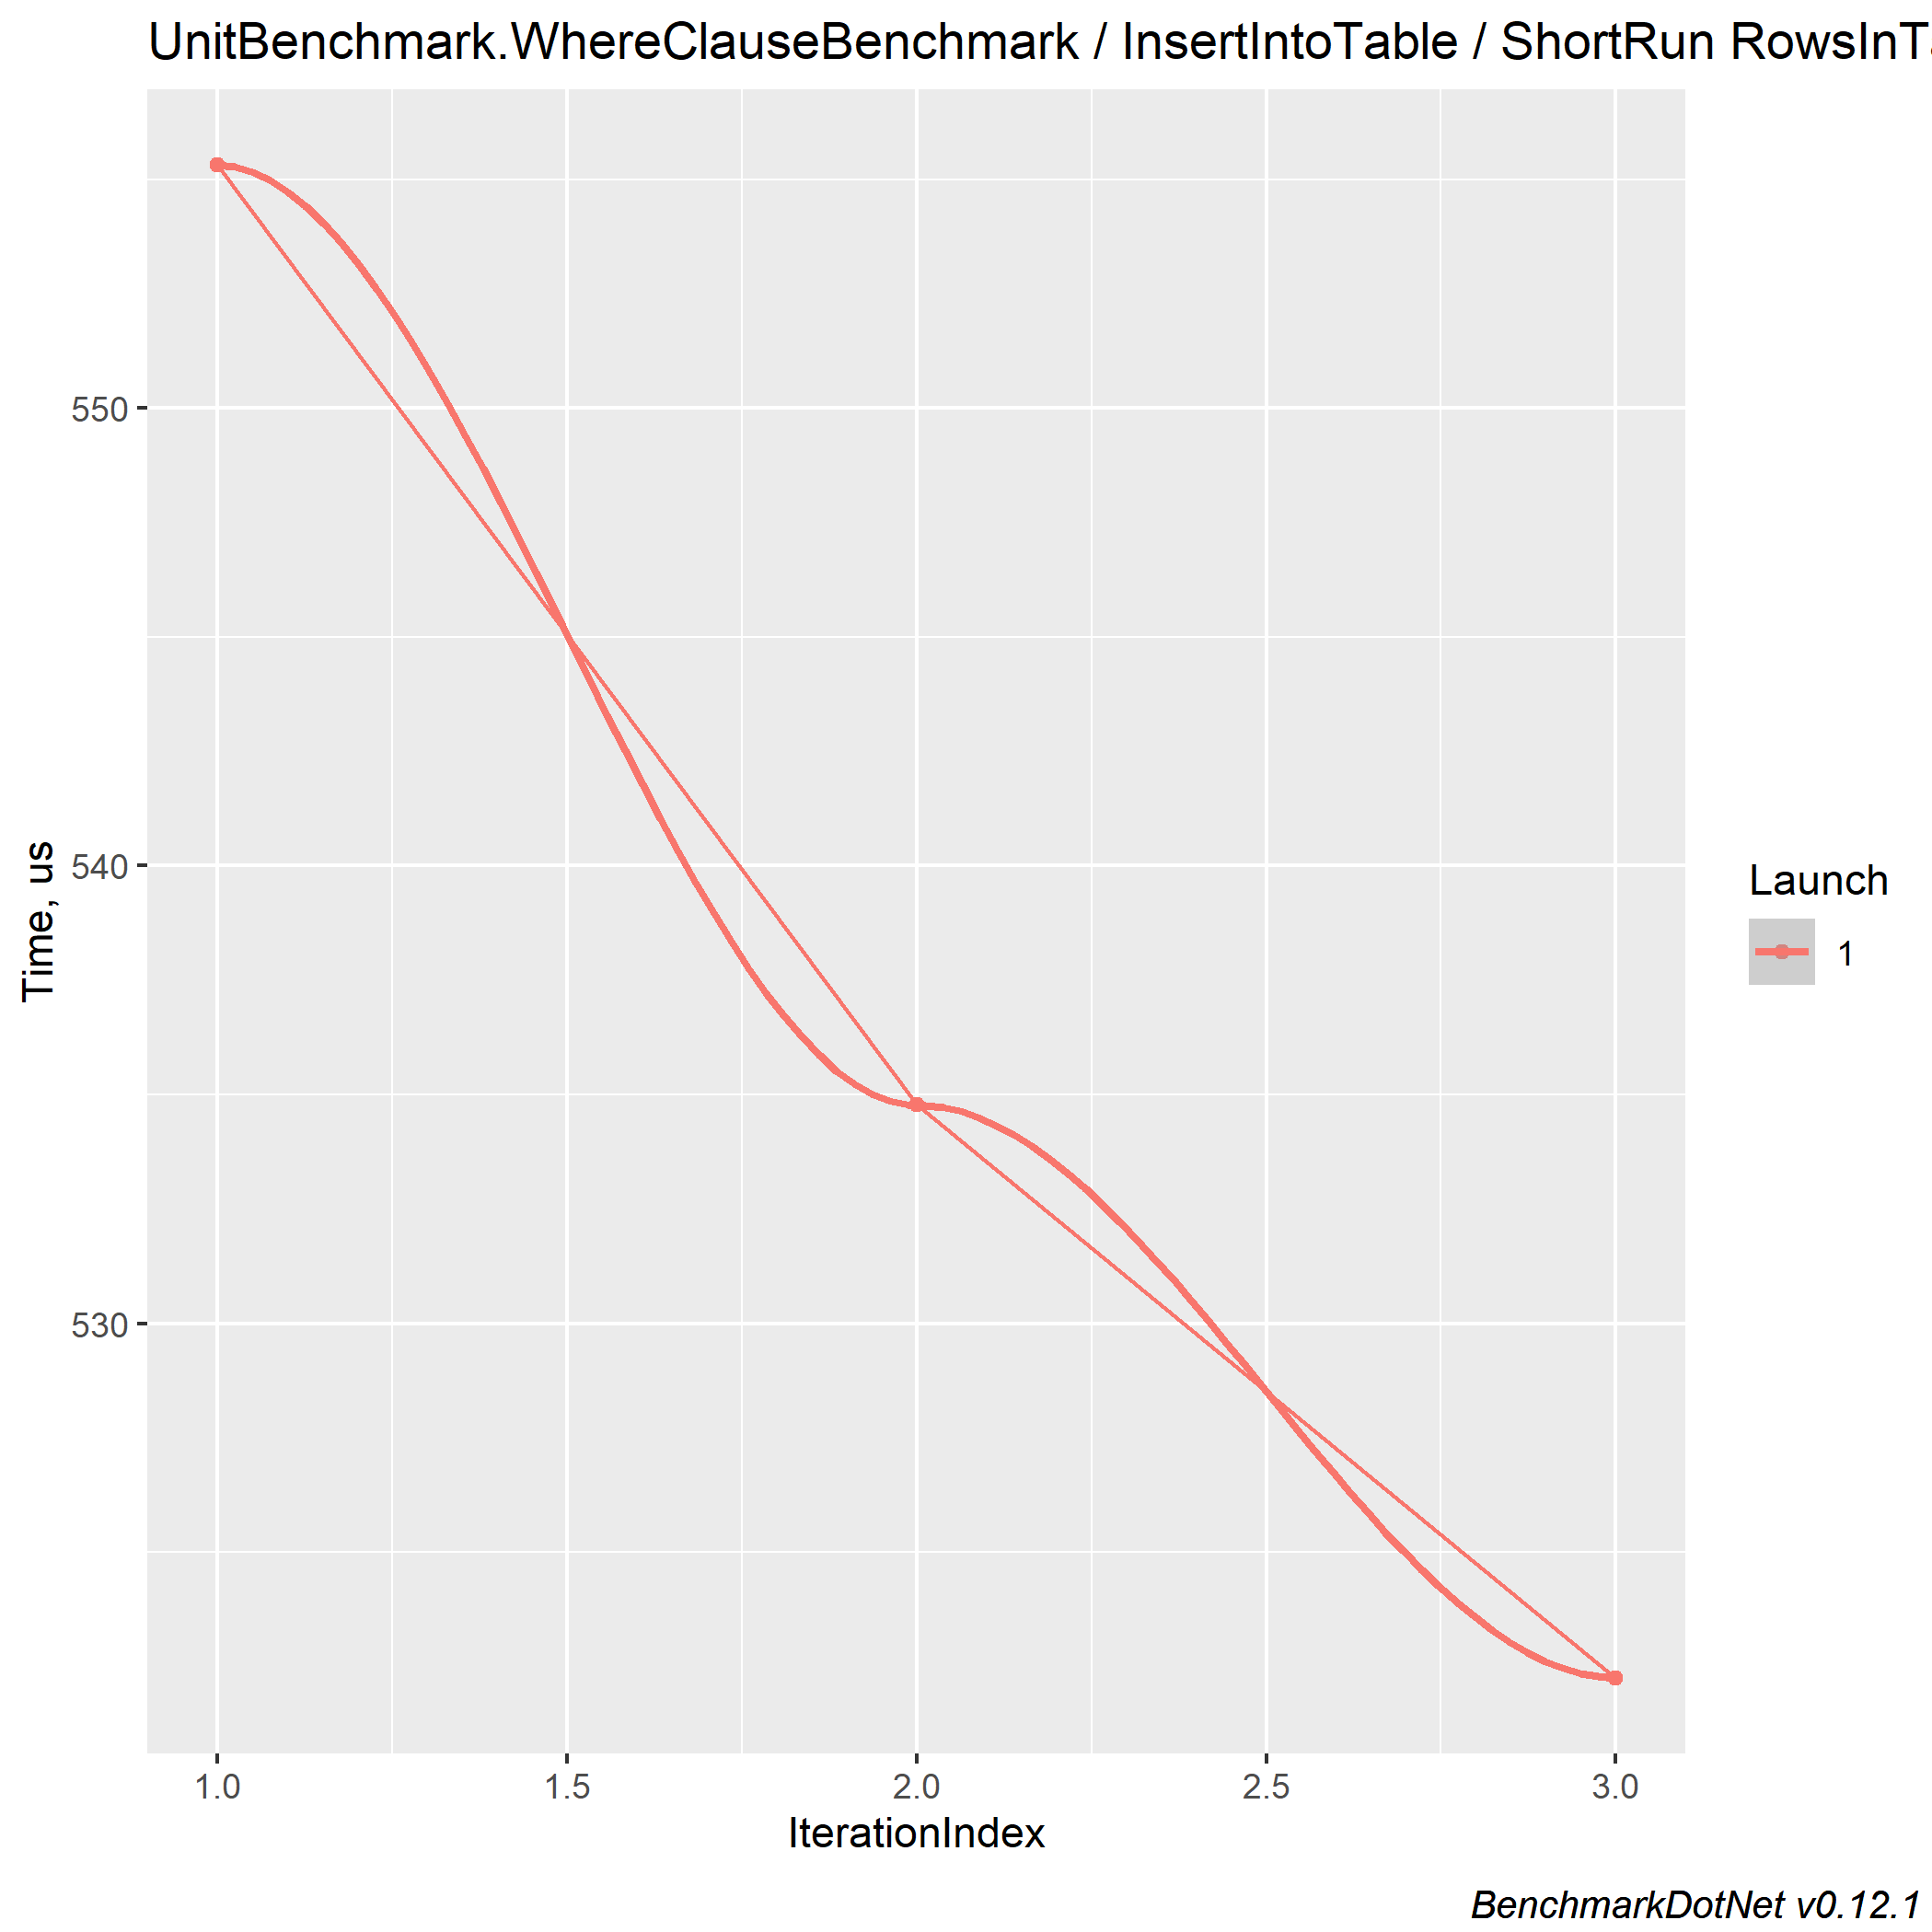 UnitBenchmark.WhereClauseBenchmark / InsertIntoTable / ShortRun RowsInT
550
540
530
Time, us
1.0 1.5 2.0 2.5 3.0
IterationIndex
Launch
1
BenchmarkDotNet v0.12.1